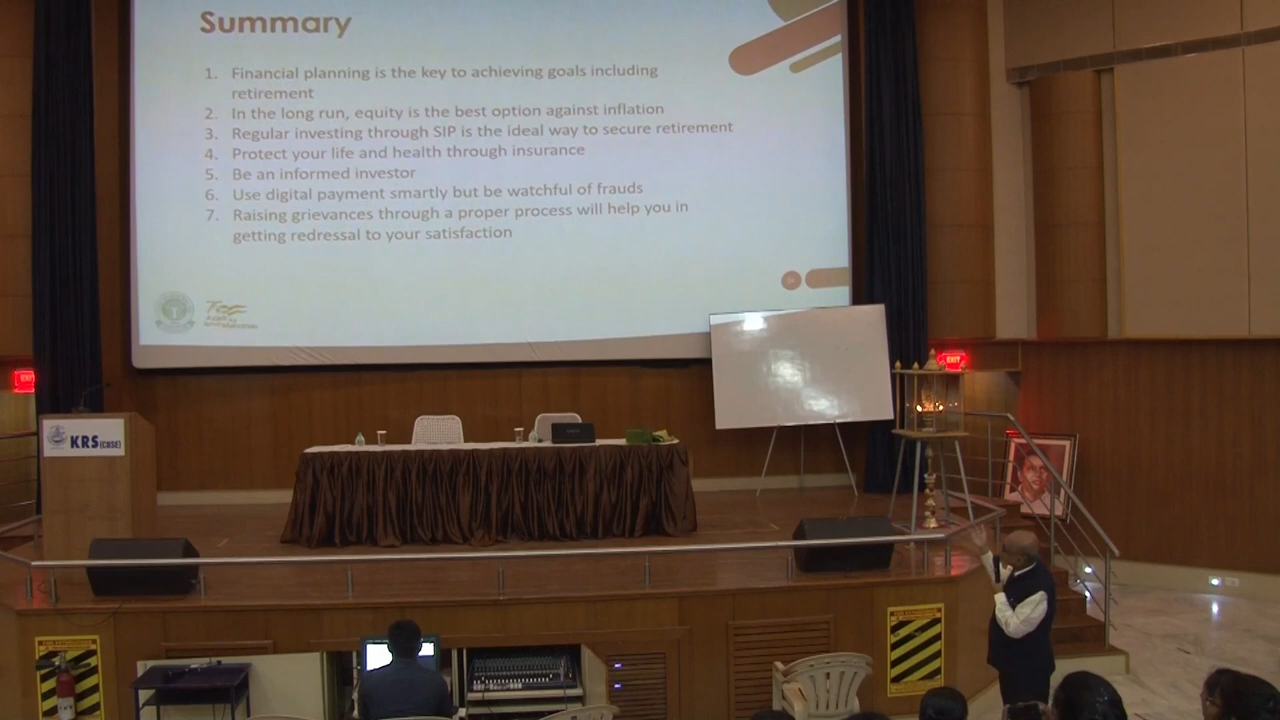 Summary
1. Financial planning is the key to achieving goals including
retirement
2. In the long run, equity is the best option against inflation
3. Regular investing through SIP is the ideal way to secure retirement
4. Protect your life and health through insurance
5. Be an informed investor
6. Use digital payment smartly but be watchful of frauds
7. Raising grievances through a proper process will help you in
getting redressal to your satisfaction
EXIT
EXIT
KRS (CBSE)